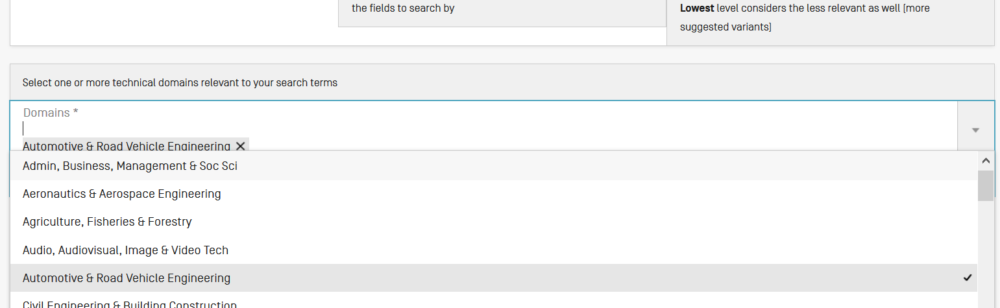 the fields to search by
Lowest level considers the less relevant as well [more
suggested variants]
Select one or more technical domains relevant to your search terms
Domains *
Automotive & Road Vehicle Engineering
Admin, Business, Management & Soc Sci
Aeronautics & Aerospace Engineering
Agriculture, Fisheries & Forestry
Audio, Audiovisual, Image & Video Tech
Automotive & Road Vehicle Engineering
Civil Engineering & Building Construction